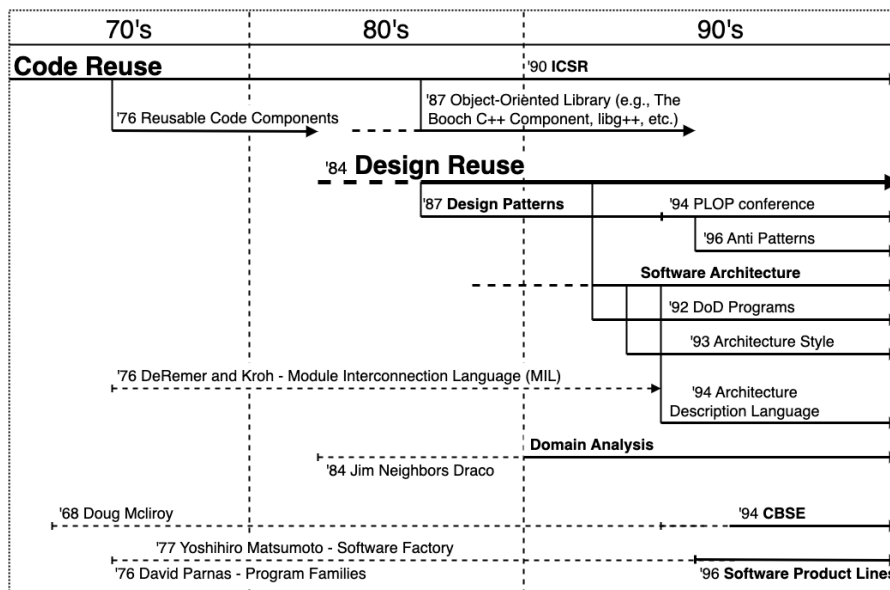 70's 80's 90's
Code Reuse
'90 ICSR
'76 Reusable Code Components
'87 Object-Oriented Library (e.g., The
Booch C++ Component, libg++, etc.)
'84 Design Reuse
'87 Design Patterns
'94 PLOP conference
'96 Anti Patterns
Software Architecture
'92 DoD Programs
'93 Architecture Style
'76 DeRemer and Kroh - Module Interconnection Language (MIL)
'94 Architecture
Description Language
Domain Analysis
'84 Jim Neighbors Draco
'68 Doug Mcliroy
'94 CBSE
'77 Yoshihiro Matsumoto - Software Factory
'76 David Parnas - Program Families
'96 Software Product Lines